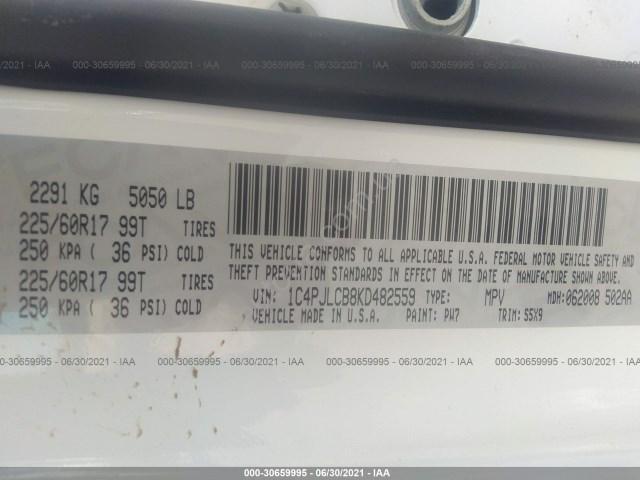 000-30659995 - 06/30/2021 - IAA 000-30659995 - 06/30/2021 - IAA 000-30659995 - 06/30/2021 - IAA
2291 KG 5050 LB
225/60R17 99T TIRES
250 KPA ( 36 PSI) COLD
225/60R17 99T TIRES
250 KPA ( 36 PSI) COLD
THIS VEHICLE CONFORMS TO ALL APPLICABLE U.S.A. FEDERAL MOTOR VEHICLE SAFETY AND
THEFT PREVENTION STANDARDS IN EFFECT ON THE DATE OF MANUFACTURE SHOWN ABOVE.
VIN: 1C4PJLCB8KD482559 TYPE: MPV MDH: 062008 502AA
VEHICLE MADE IN U.S.A. PAINT: PW7 TRIM: S5X9
000-30659995 - 06/30/2021 - IAA 000-30659995 - 06/30/2021 - IAA 000-30659995 - 06/30/2021 - IAA
000-30659995 - 06/30/2021 - IAA